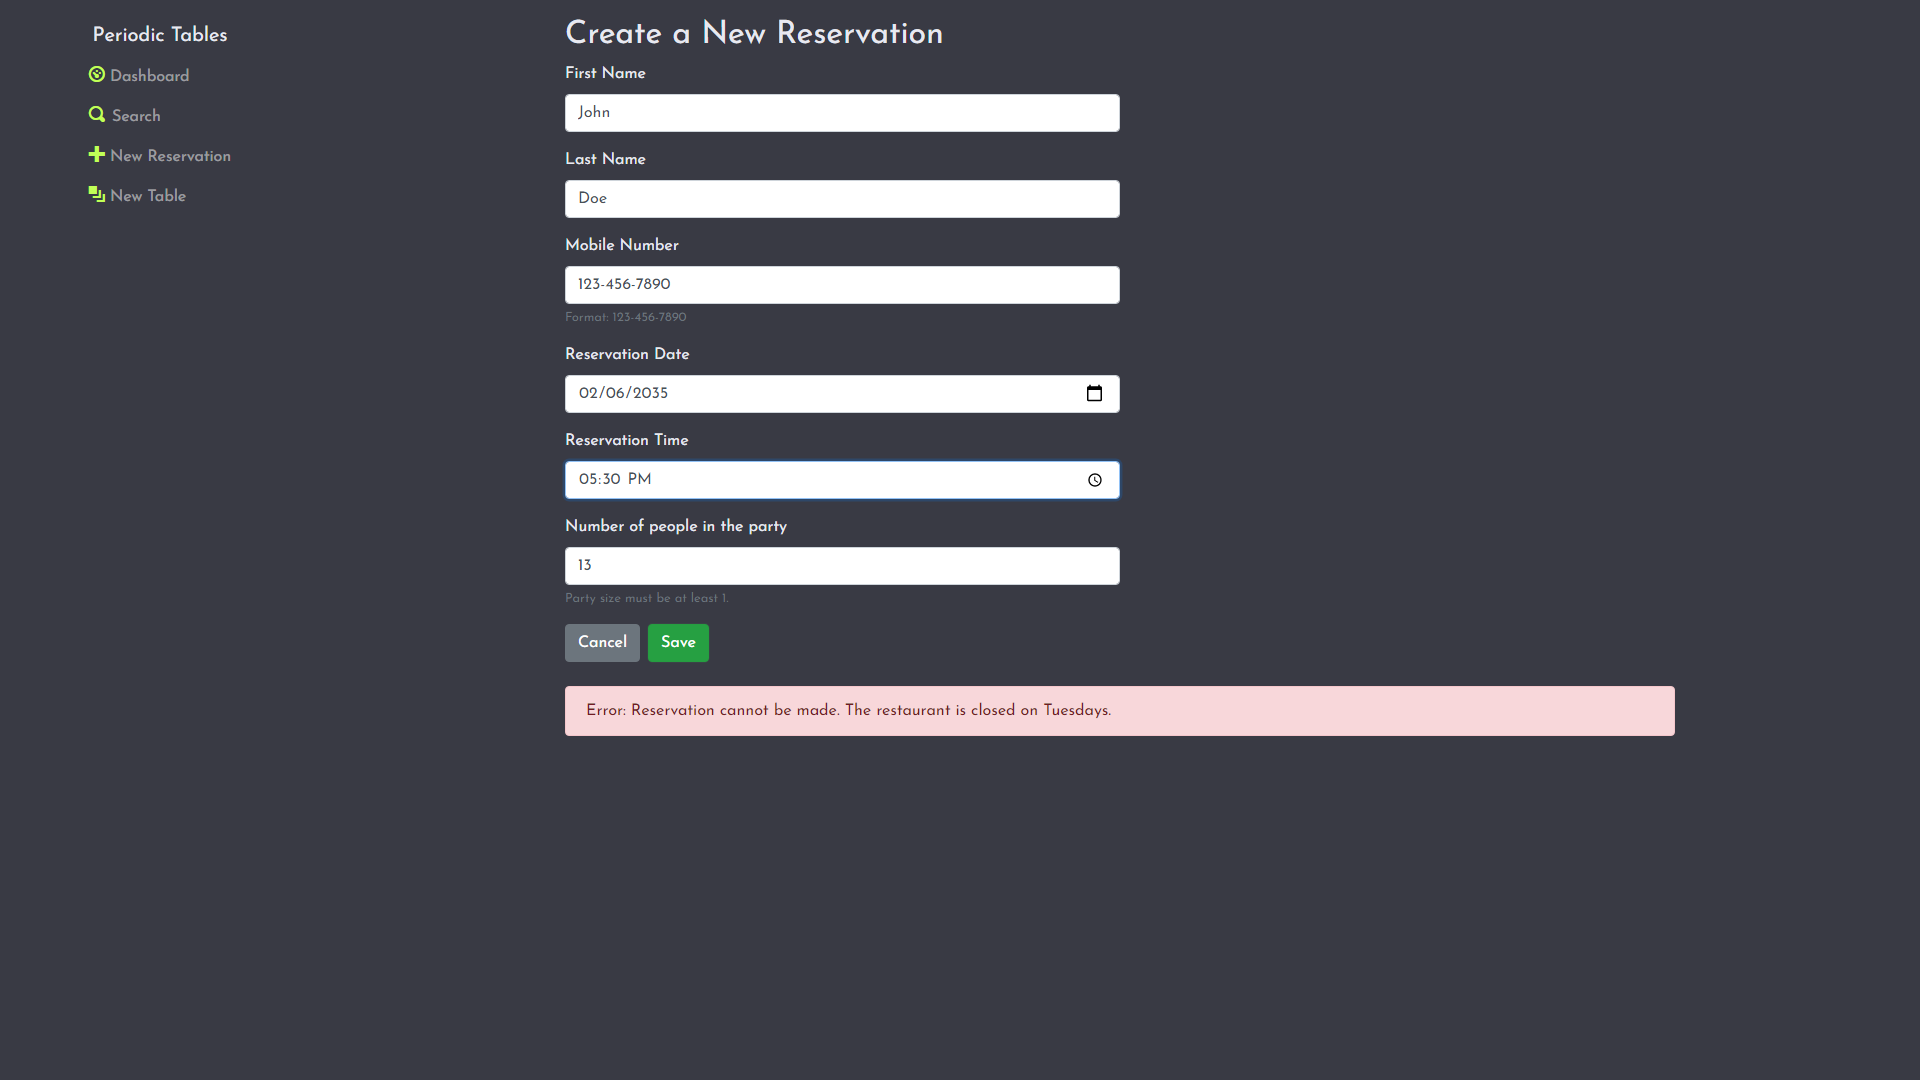 Periodic Tables
Dashboard
Search
New Reservation
New Table
Create a New Reservation
First Name
John
Last Name
Doe
Mobile Number
123-456-7890
Format: 123-456-7890
Reservation Date
02/06/2035
Reservation Time
05:30 PM
Number of people in the party
13
Party size must be at least 1.
Cancel Save
Error: Reservation cannot be made. The restaurant is closed on Tuesdays.